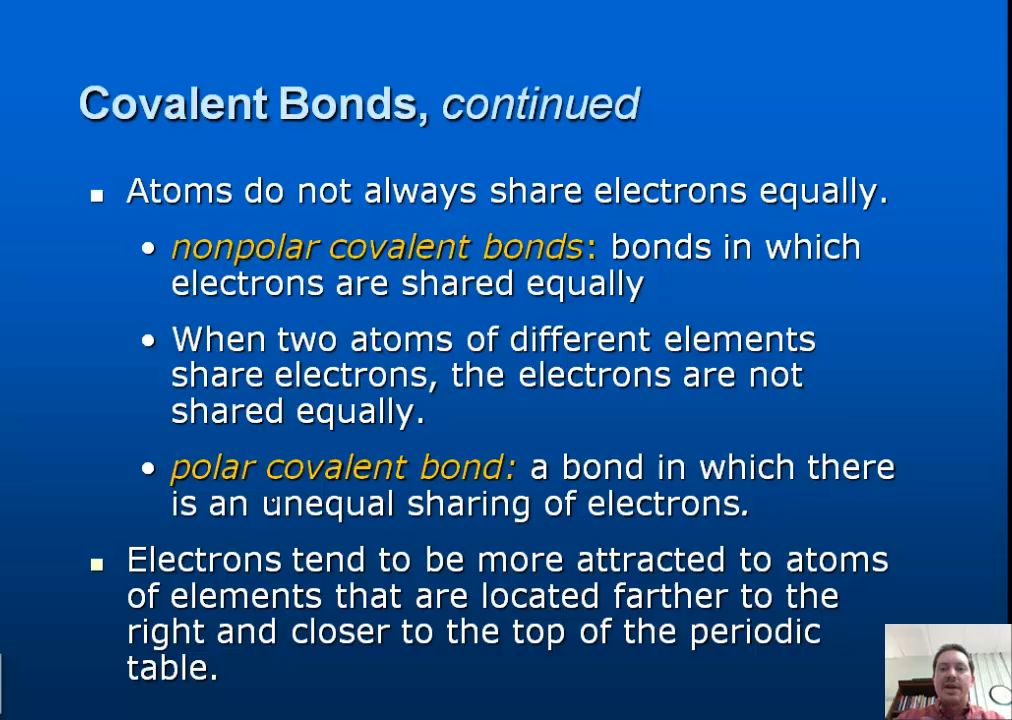 Covalent Bonds, continued
Atoms do not always share electrons equally.
nonpolar covalent bonds: bonds in which
electrons are shared equally
When two atoms of different elements
share electrons, the electrons are not
shared equally.
polar covalent bond: a bond in which there
is an unequal sharing of electrons.
Electrons tend to be more attracted to atoms
of elements that are located farther to the
right and closer to the top of the periodic
table.